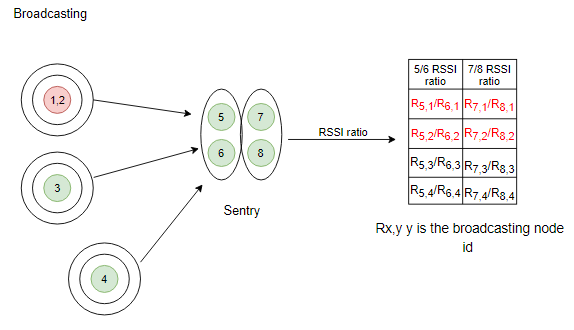 Broadcasting
1,2
3
4
5
6
7
8
Sentry
RSSI ratio
5/6 RSSI ratio
7/8 RSSI ratio
R5,1/R6,1 R7,1/R8,1
R5,2/R6,2 R7,2/R8,2
R5,3/R6,3 R7,3/R8,3
R5,4/R6,4 R7,4/R8,4
Rx,y y is the broadcasting node
id